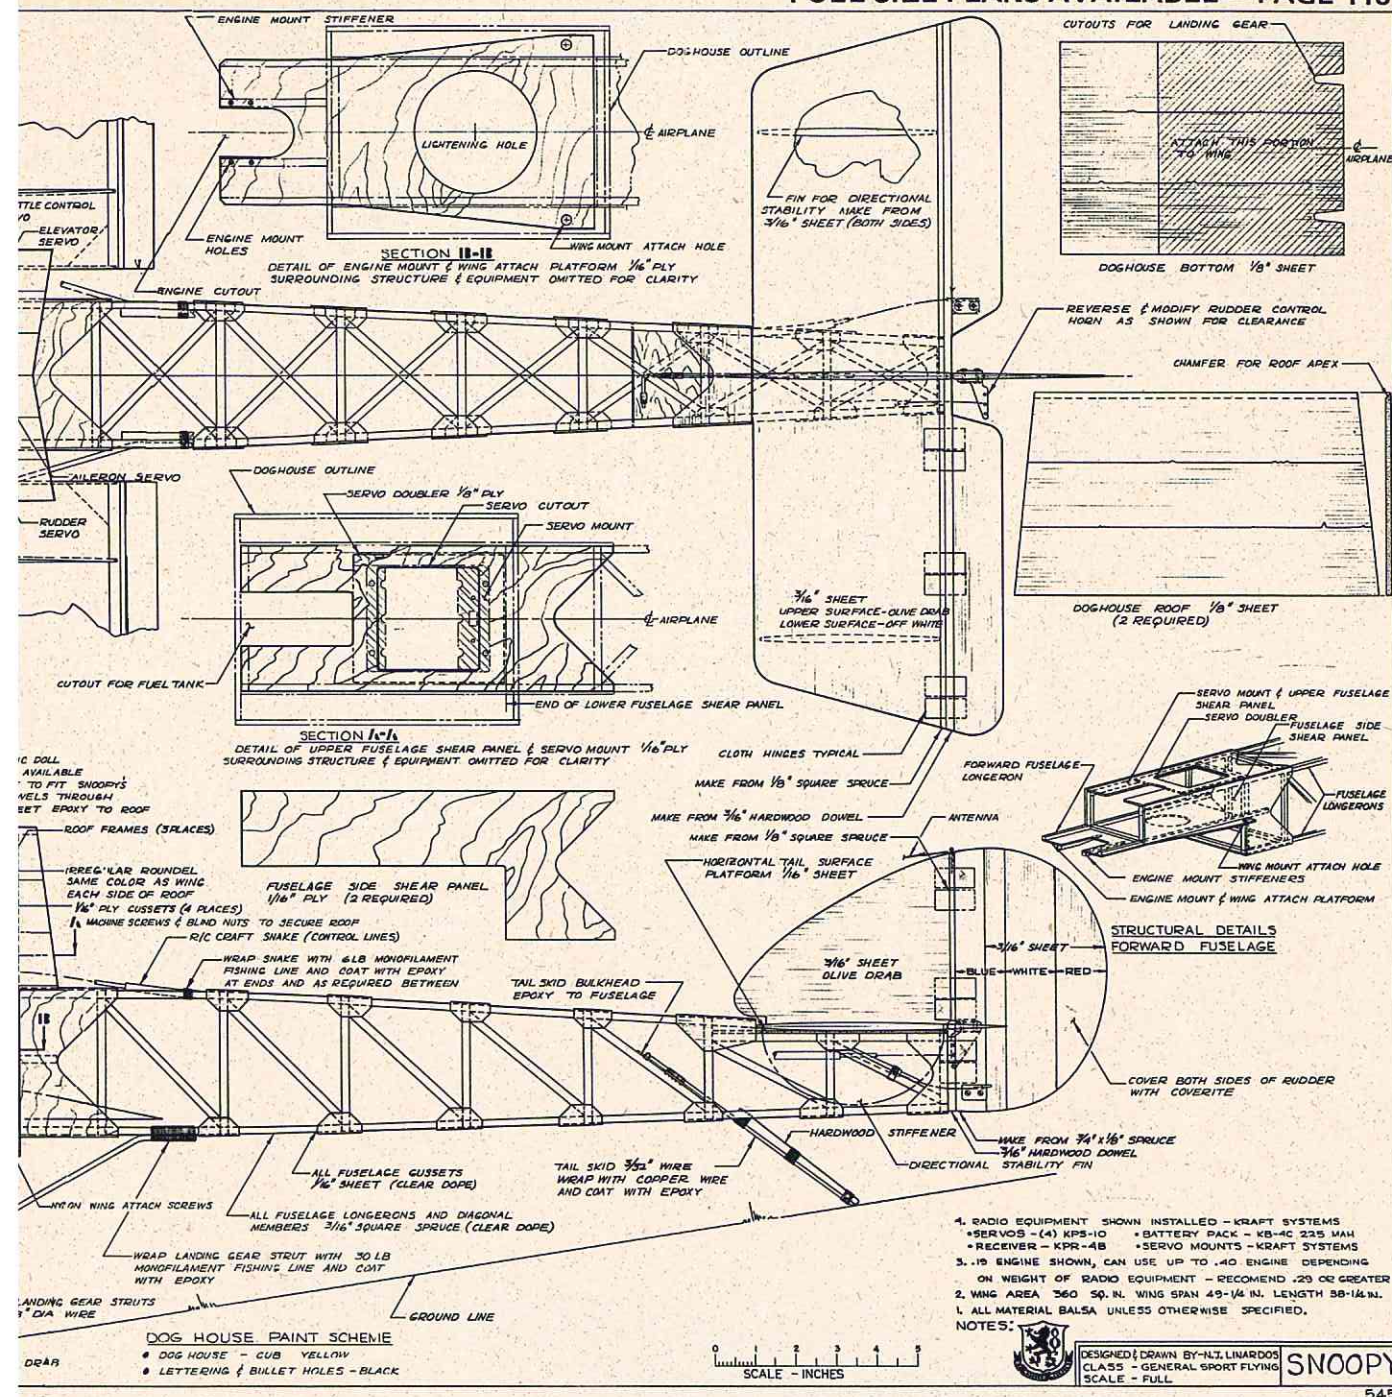 ENGINE MOUNT STIFFENER
DOGHOUSE OUTLINE
LIGHTENING HOLE
℄ AIRPLANE
ENGINE MOUNT
HOLES
WING MOUNT ATTACH HOLE
SECTION B-B
DETAIL OF ENGINE MOUNT & WING ATTACH PLATFORM 1/16" PLY
SURROUNDING STRUCTURE & EQUIPMENT OMITTED FOR CLARITY
ENGINE CUTOUT
TTLE CONTROL
VO
ELEVATOR
SERVO
FIN FOR DIRECTIONAL
STABILITY MAKE FROM
3/16" SHEET (BOTH SIDES)
CUTOUTS FOR LANDING GEAR
ATTACH THIS PORTION
TO WING
℄
AIRPLANE
DOGHOUSE BOTTOM 1/8" SHEET
REVERSE & MODIFY RUDDER CONTROL
HORN AS SHOWN FOR CLEARANCE
CHAMFER FOR ROOF APEX
DOGHOUSE ROOF 1/8" SHEET
(2 REQUIRED)
AILERON SERVO
RUDDER
SERVO
DOGHOUSE OUTLINE
SERVO DOUBLER 1/8" PLY
SERVO CUTOUT
SERVO MOUNT
℄ AIRPLANE
CUTOUT FOR FUEL TANK
END OF LOWER FUSELAGE SHEAR PANEL
SECTION A-A
DETAIL OF UPPER FUSELAGE SHEAR PANEL & SERVO MOUNT 1/16" PLY
SURROUNDING STRUCTURE & EQUIPMENT OMITTED FOR CLARITY
3/16" SHEET
UPPER SURFACE-OLIVE DRAB
LOWER SURFACE-OFF WHITE
CLOTH HINGES TYPICAL
MAKE FROM 1/8" SQUARE SPRUCE
MAKE FROM 3/16" HARDWOOD DOWEL
MAKE FROM 1/8" SQUARE SPRUCE
ANTENNA
HORIZONTAL TAIL SURFACE
PLATFORM 1/16" SHEET
SERVO MOUNT & UPPER FUSELAGE
SHEAR PANEL
SERVO DOUBLER
FUSELAGE SIDE
SHEAR PANEL
FORWARD FUSELAGE
LONGERON
FUSELAGE
LONGERONS
WING MOUNT ATTACH HOLE
ENGINE MOUNT STIFFENERS
ENGINE MOUNT & WING ATTACH PLATFORM
STRUCTURAL DETAILS
FORWARD FUSELAGE
IC DOLL
AVAILABLE
TO FIT SNOOPY'S
WELS THROUGH
EET EPOXY TO ROOF
ROOF FRAMES (3 PLACES)
IRREGULAR ROUNDEL
SAME COLOR AS WING
EACH SIDE OF ROOF
1/16" PLY GUSSETS (4 PLACES)
MACHINE SCREWS & BLIND NUTS TO SECURE ROOF
A
R/C CRAFT SNAKE (CONTROL LINES)
WRAP SNAKE WITH 6LB MONOFILAMENT
FISHING LINE AND COAT WITH EPOXY
AT ENDS AND AS REQUIRED BETWEEN
FUSELAGE SIDE SHEAR PANEL
1/16" PLY (2 REQUIRED)
TAIL SKID BULKHEAD
EPOXY TO FUSELAGE
3/16" SHEET
OLIVE DRAB
3/16" SHEET
BLUE WHITE RED
B
COVER BOTH SIDES OF RUDDER
WITH COVERITE
HARDWOOD STIFFENER
MAKE FROM 3/4" x 1/8" SPRUCE
3/16" HARDWOOD DOWEL
DIRECTIONAL STABILITY FIN
ALL FUSELAGE GUSSETS
1/16" SHEET (CLEAR DOPE)
TAIL SKID 3/32" WIRE
WRAP WITH COPPER WIRE
AND COAT WITH EPOXY
NYLON WING ATTACH SCREWS
ALL FUSELAGE LONGERONS AND DIAGONAL
MEMBERS 3/16" SQUARE SPRUCE (CLEAR DOPE)
WRAP LANDING GEAR STRUT WITH 30 LB
MONOFILAMENT FISHING LINE AND COAT
WITH EPOXY
LANDING GEAR STRUTS
" DIA WIRE
GROUND LINE
DOG HOUSE PAINT SCHEME
• DOG HOUSE - CUB YELLOW
• LETTERING & BULLET HOLES - BLACK
DRAB
0 1 2 3 4 5
SCALE - INCHES
4. RADIO EQUIPMENT SHOWN INSTALLED - KRAFT SYSTEMS
•SERVOS - (4) KPS-10 •BATTERY PACK - KB-4C 225 MAH
•RECEIVER - KPR-4B •SERVO MOUNTS - KRAFT SYSTEMS
3. .19 ENGINE SHOWN, CAN USE UP TO .40 ENGINE DEPENDING
ON WEIGHT OF RADIO EQUIPMENT - RECOMEND .29 OR GREATER
2. WING AREA 360 SQ. IN. WING SPAN 49-1/4 IN. LENGTH 38-1/4 IN.
1. ALL MATERIAL BALSA UNLESS OTHERWISE SPECIFIED.
NOTES:
DESIGNED & DRAWN BY-N.T. LINARDOS
CLASS - GENERAL SPORT FLYING
SCALE - FULL
SNOOPY
545